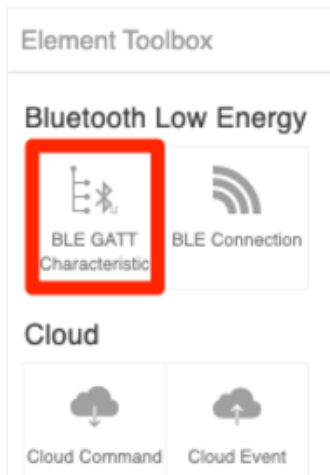 Element Toolbox
Bluetooth Low Energy
BLE GATT
Characteristic
BLE Connection
Cloud
Cloud Command
Cloud Event